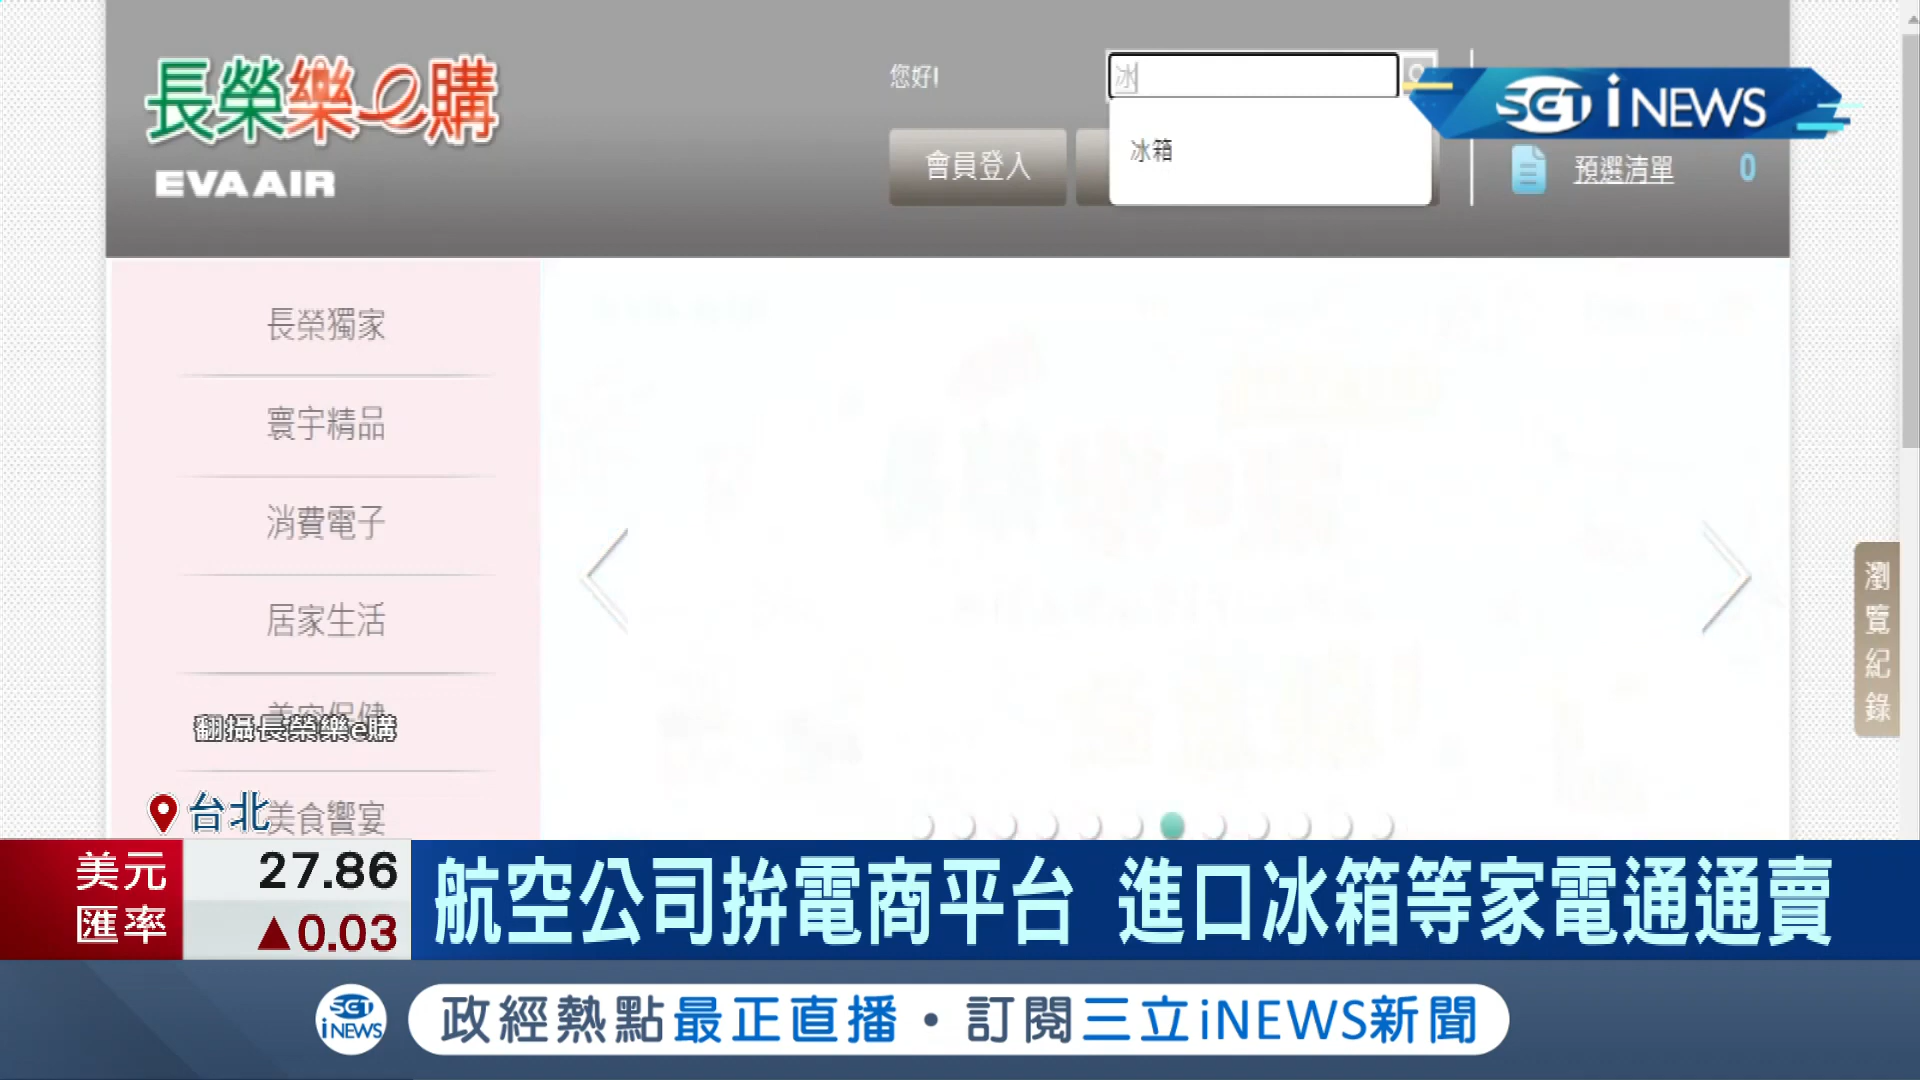 長榮樂e購
EVA AIR
您好!
冰
冰箱
會員登入
預選清單 0
SET iNEWS
長榮獨家
寰宇精品
消費電子
居家生活
美容保健
翻攝長榮樂e購
美食饗宴
台北
瀏覽紀錄
美元匯率
27.86
▲0.03
航空公司拚電商平台 進口冰箱等家電通通賣
SET iNEWS
政經熱點最正直播・訂閱三立iNEWS新聞